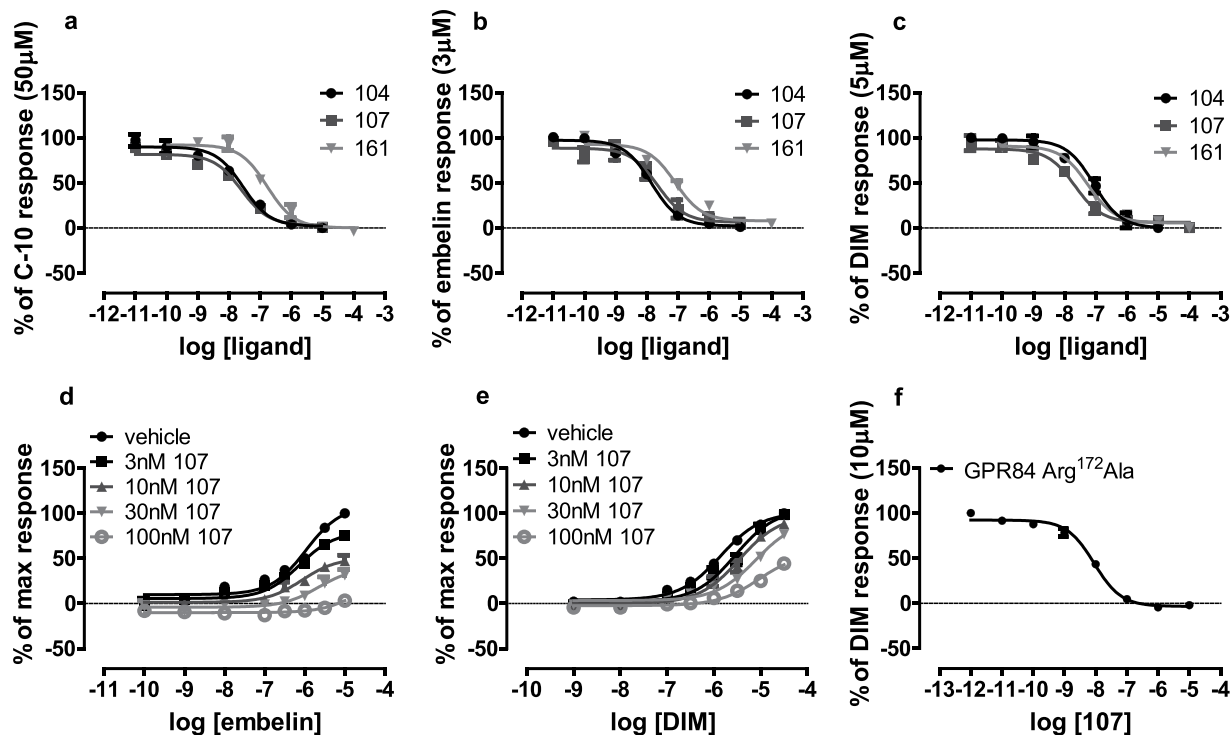 a
% of C-10 response (50µM)
150
100
50
0
-50
104
107
161
-12 -11 -10 -9 -8 -7 -6 -5 -4 -3
log [ligand]
b
% of embelin response (3µM)
150
100
50
0
-50
104
107
161
-12 -11 -10 -9 -8 -7 -6 -5 -4 -3
log [ligand]
c
% of DIM response (5µM)
150
100
50
0
-50
104
107
161
-12 -11 -10 -9 -8 -7 -6 -5 -4 -3
log [ligand]
d
vehicle
3nM 107
10nM 107
30nM 107
100nM 107
% of max response
150
100
50
0
-50
-11 -10 -9 -8 -7 -6 -5 -4
log [embelin]
e
vehicle
3nM 107
10nM 107
30nM 107
100nM 107
% of max response
150
100
50
0
-50
-10 -9 -8 -7 -6 -5 -4
log [DIM]
f
% of DIM response (10µM)
150
100
50
0
-50
GPR84 Arg¹⁷²Ala
-13 -12 -11 -10 -9 -8 -7 -6 -5 -4
log [107]